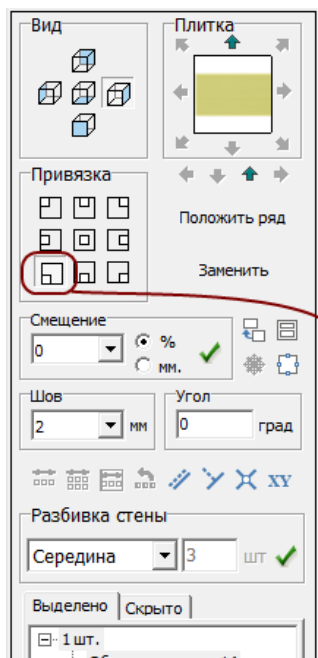 Вид
Плитка
Привязка
Положить ряд
Заменить
Смещение
0
%
мм.
Шов
Угол
2
мм
0
град
XY
Разбивка стены
Середина
3
шт
Выделено
Скрыто
1 шт.